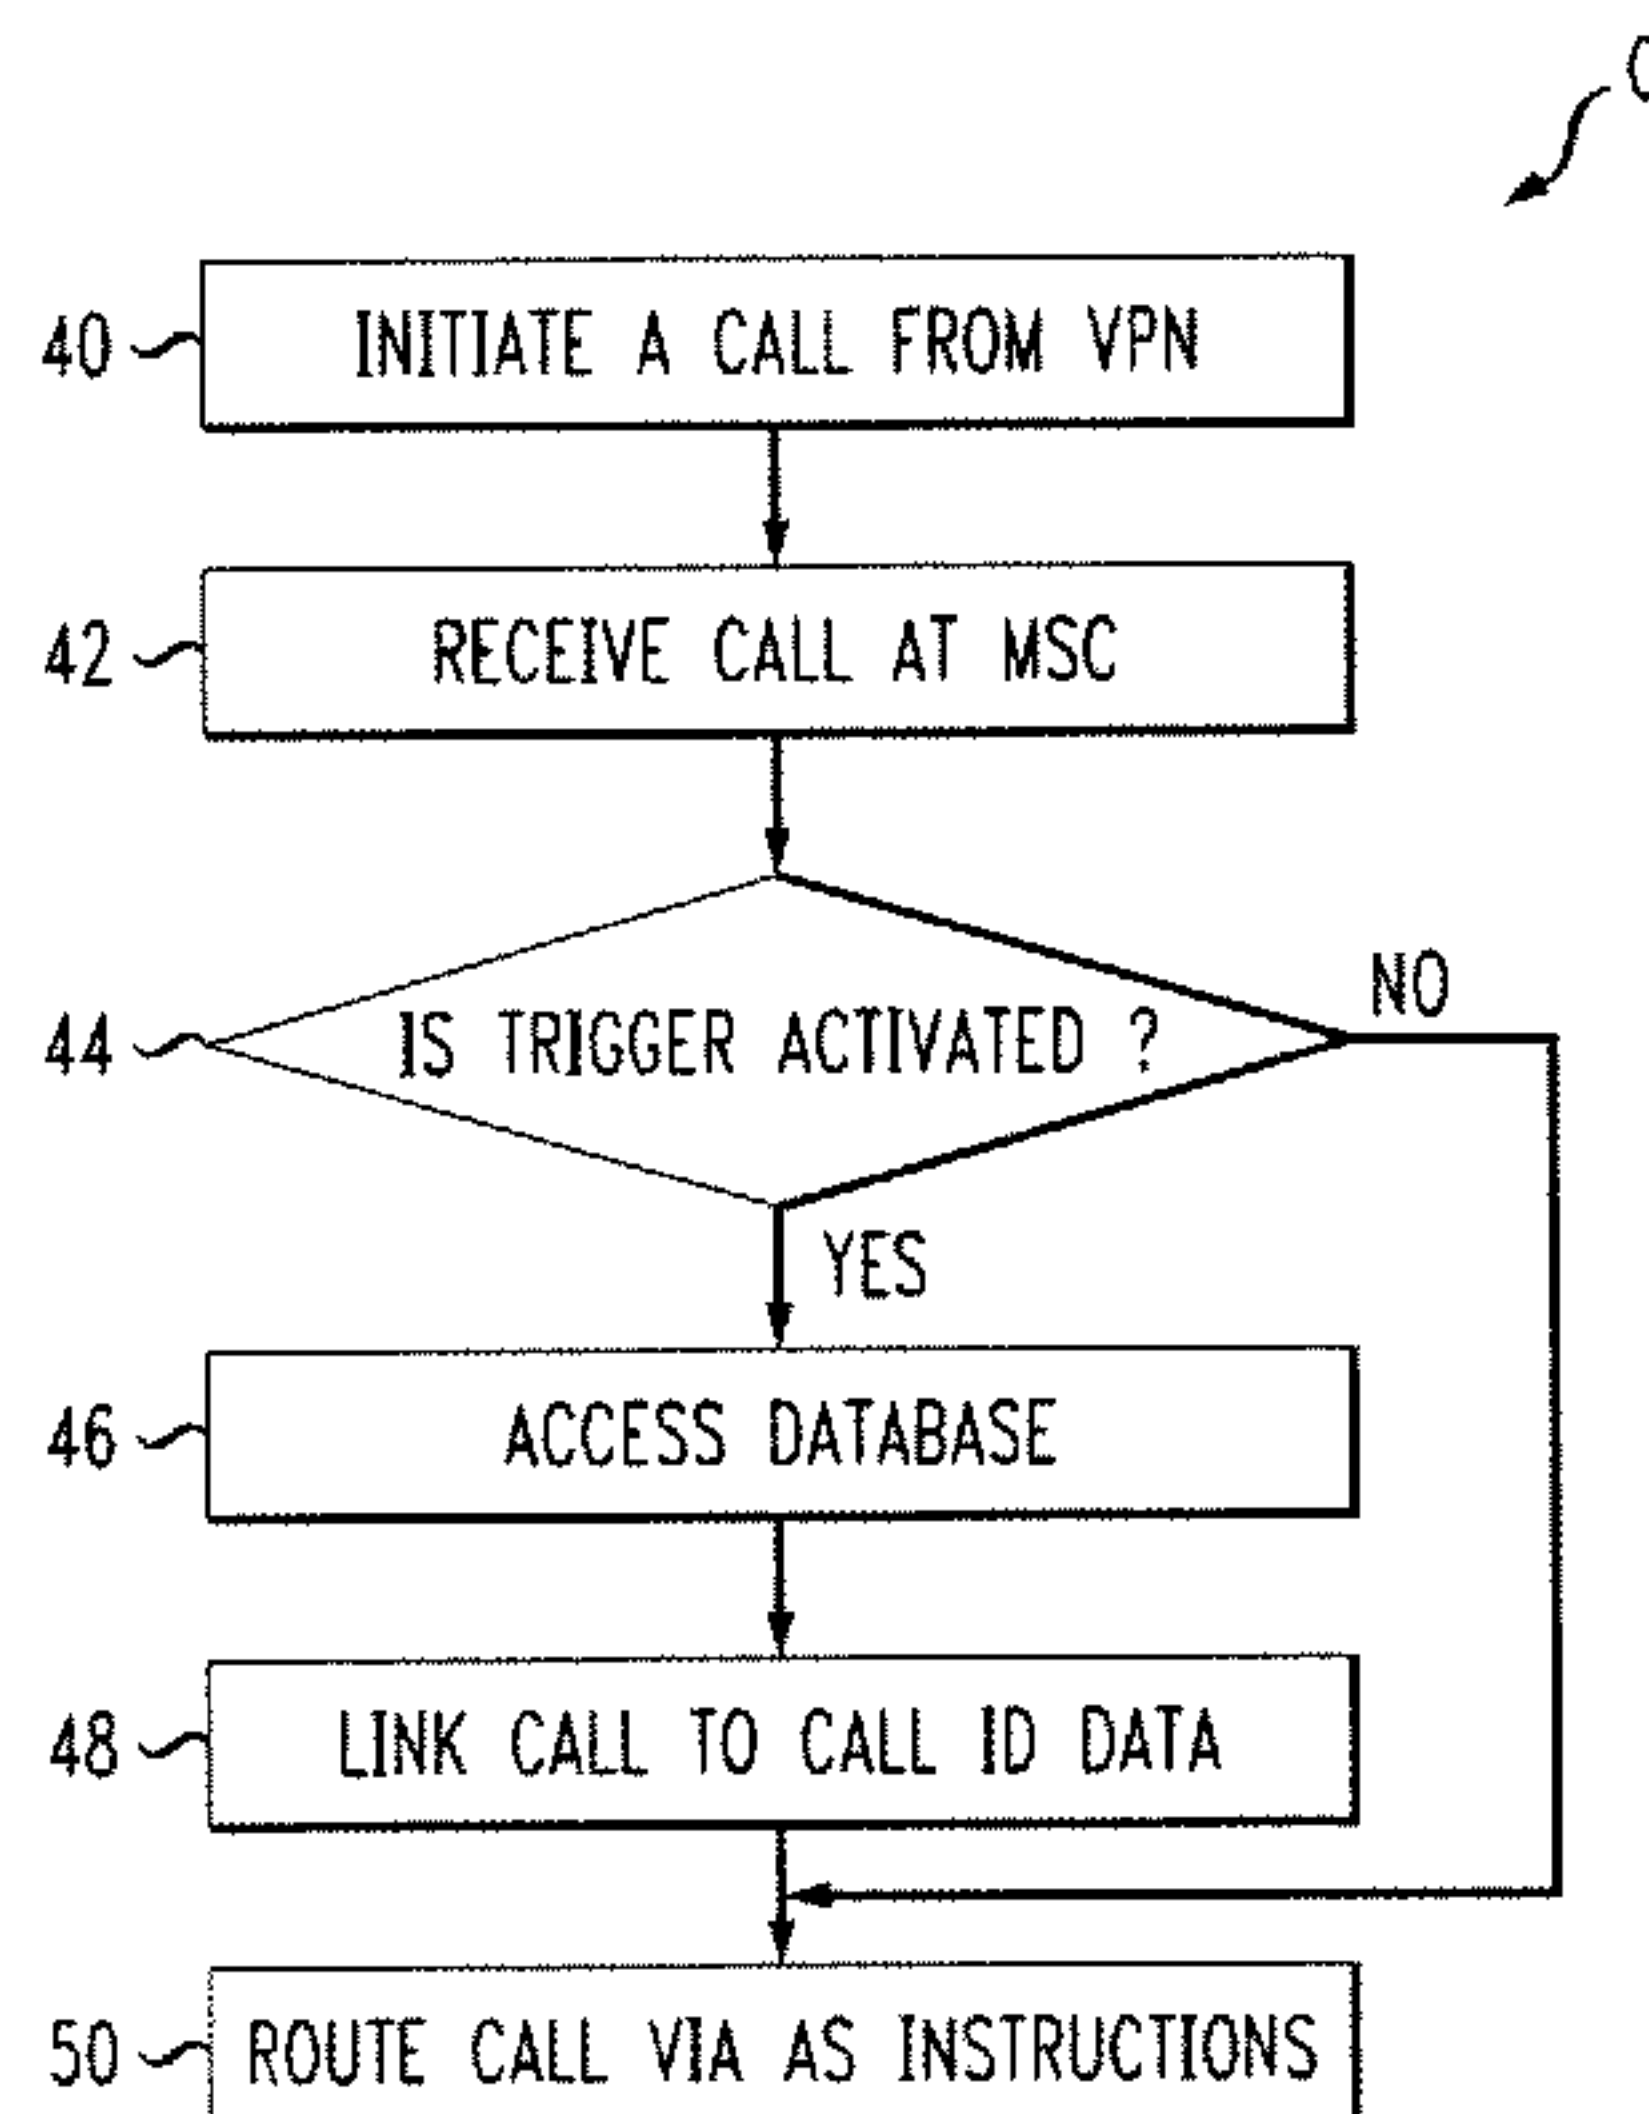 40 INITIATE A CALL FROM VPN
42 RECEIVE CALL AT MSC
44 IS TRIGGER ACTIVATED ?
NO
YES
46 ACCESS DATABASE
48 LINK CALL TO CALL ID DATA
50 ROUTE CALL VIA AS INSTRUCTIONS